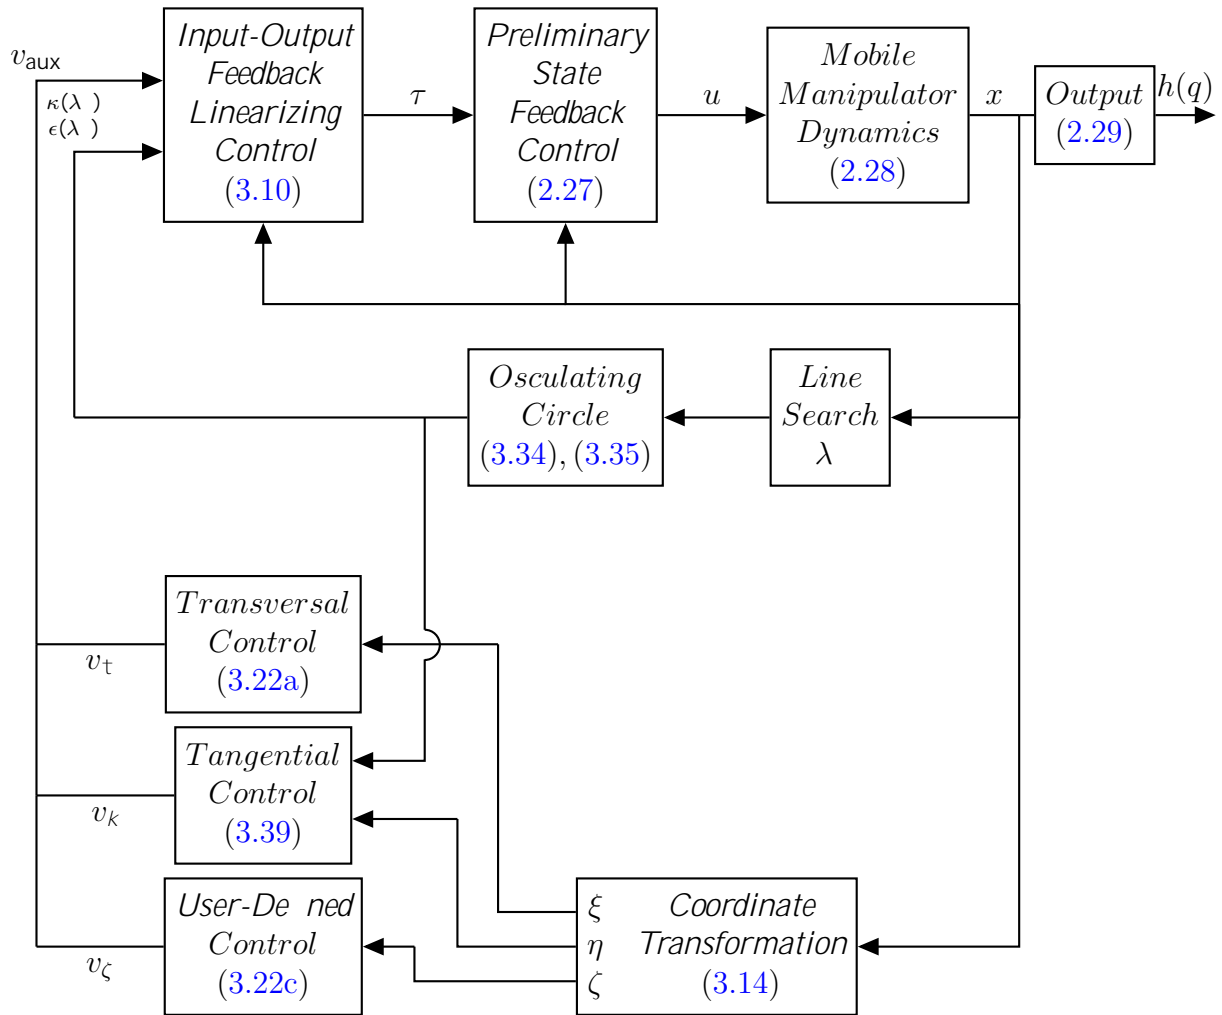 v_aux
κ(λ )
ϵ(λ )
Input-Output
Feedback
Linearizing
Control
(3.10)
τ
Preliminary
State
Feedback
Control
(2.27)
u
Mobile
Manipulator
Dynamics
(2.28)
x
Output
(2.29)
h(q)
Osculating
Circle
(3.34), (3.35)
Line
Search
λ
Transversal
Control
(3.22a)
v_t
Tangential
Control
(3.39)
v_k
User-De ned
Control
(3.22c)
v_ζ
ξ
η
ζ
Coordinate
Transformation
(3.14)